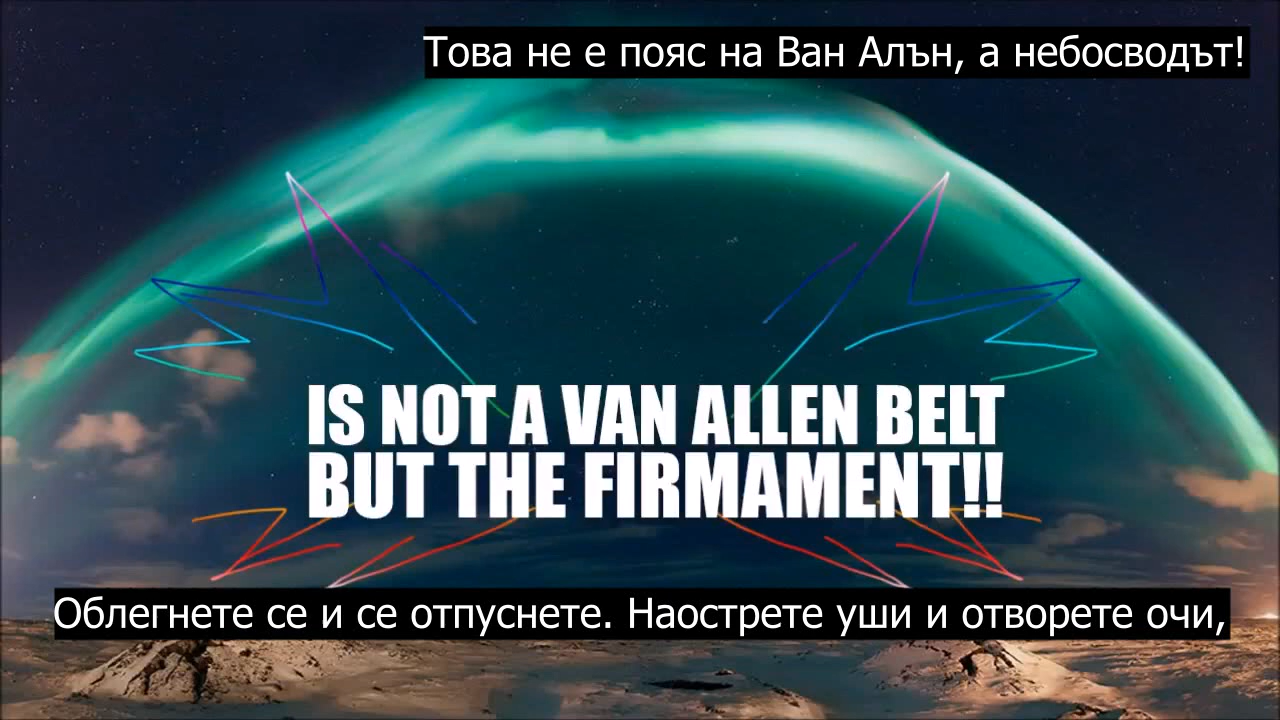 Това не е пояс на Ван Алън, а небосводът!
IS NOT A VAN ALLEN BELT
BUT THE FIRMAMENT!!
Облегнете се и се отпуснете. Наострете уши и отворете очи,